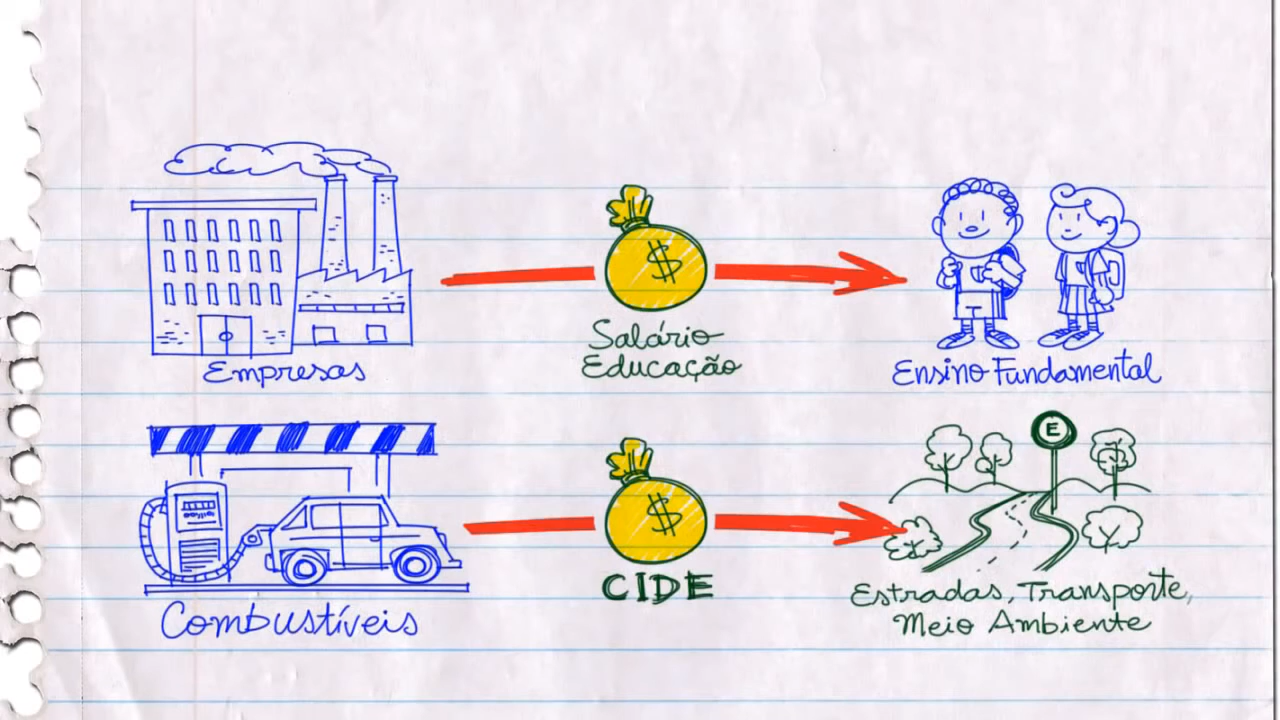 $
Salário
Educação
Empresas
Ensino Fundamental
E
$
CIDE
Combustíveis
Estradas, Transporte,
Meio Ambiente